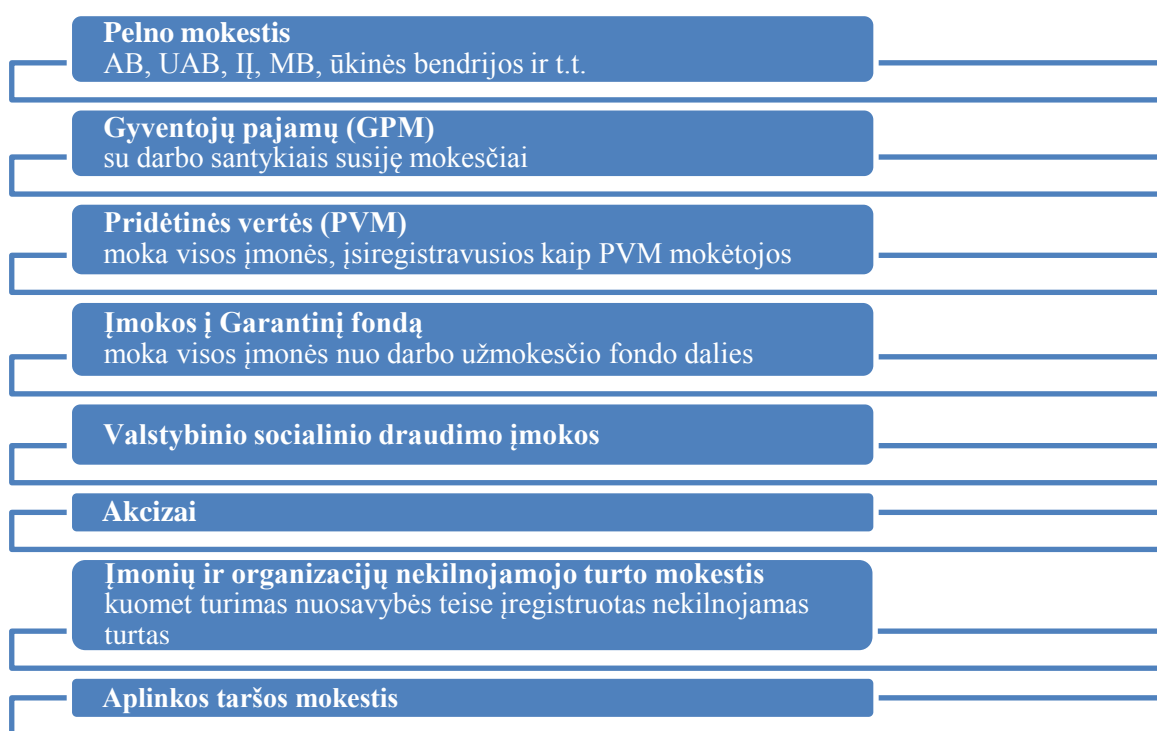 Pelno mokestis
AB, UAB, IĮ, MB, ūkinės bendrijos ir t.t.
Gyventojų pajamų (GPM)
su darbo santykiais susiję mokesčiai
Pridėtinės vertės (PVM)
moka visos įmonės, įsiregistravusios kaip PVM mokėtojos
Įmokos į Garantinį fondą
moka visos įmonės nuo darbo užmokesčio fondo dalies
Valstybinio socialinio draudimo įmokos
Akcizai
Įmonių ir organizacijų nekilnojamojo turto mokestis
kuomet turimas nuosavybės teise įregistruotas nekilnojamas
turtas
Aplinkos taršos mokestis